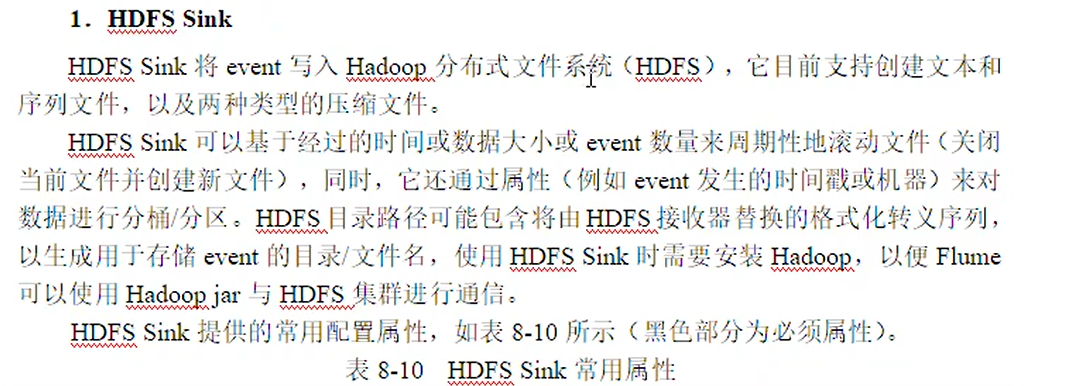 1．HDFS Sink
HDFS Sink 将 event 写入 Hadoop 分布式文件系统（HDFS），它目前支持创建文本和
序列文件，以及两种类型的压缩文件。
HDFS Sink 可以基于经过的时间或数据大小或 event 数量来周期性地滚动文件（关闭
当前文件并创建新文件），同时，它还通过属性（例如 event 发生的时间戳或机器）来对
数据进行分桶/分区。HDFS 目录路径可能包含将由 HDFS 接收器替换的格式化转义序列，
以生成用于存储 event 的目录/文件名，使用 HDFS Sink 时需要安装 Hadoop，以便 Flume
可以使用 Hadoop jar 与 HDFS 集群进行通信。
HDFS Sink 提供的常用配置属性，如表 8-10 所示（黑色部分为必须属性）。
表 8-10　HDFS Sink 常用属性